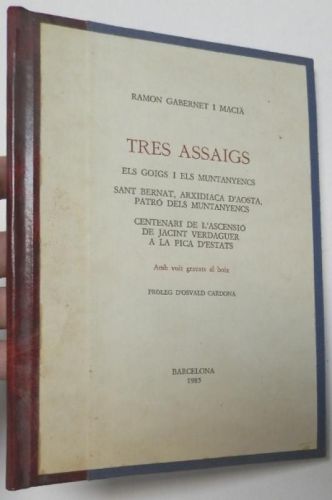 RAMON GABERNET I MACIÀ
TRES ASSAIGS
ELS GOIGS I ELS MUNTANYENCS
SANT BERNAT, ARXIDIACA D'AOSTA,
PATRÓ DELS MUNTANYENCS
CENTENARI DE L'ASCENSIÓ
DE JACINT VERDAGUER
A LA PICA D'ESTATS
Amb vuit gravats al boix
PRÒLEG D'OSVALD CARDONA
BARCELONA
1983